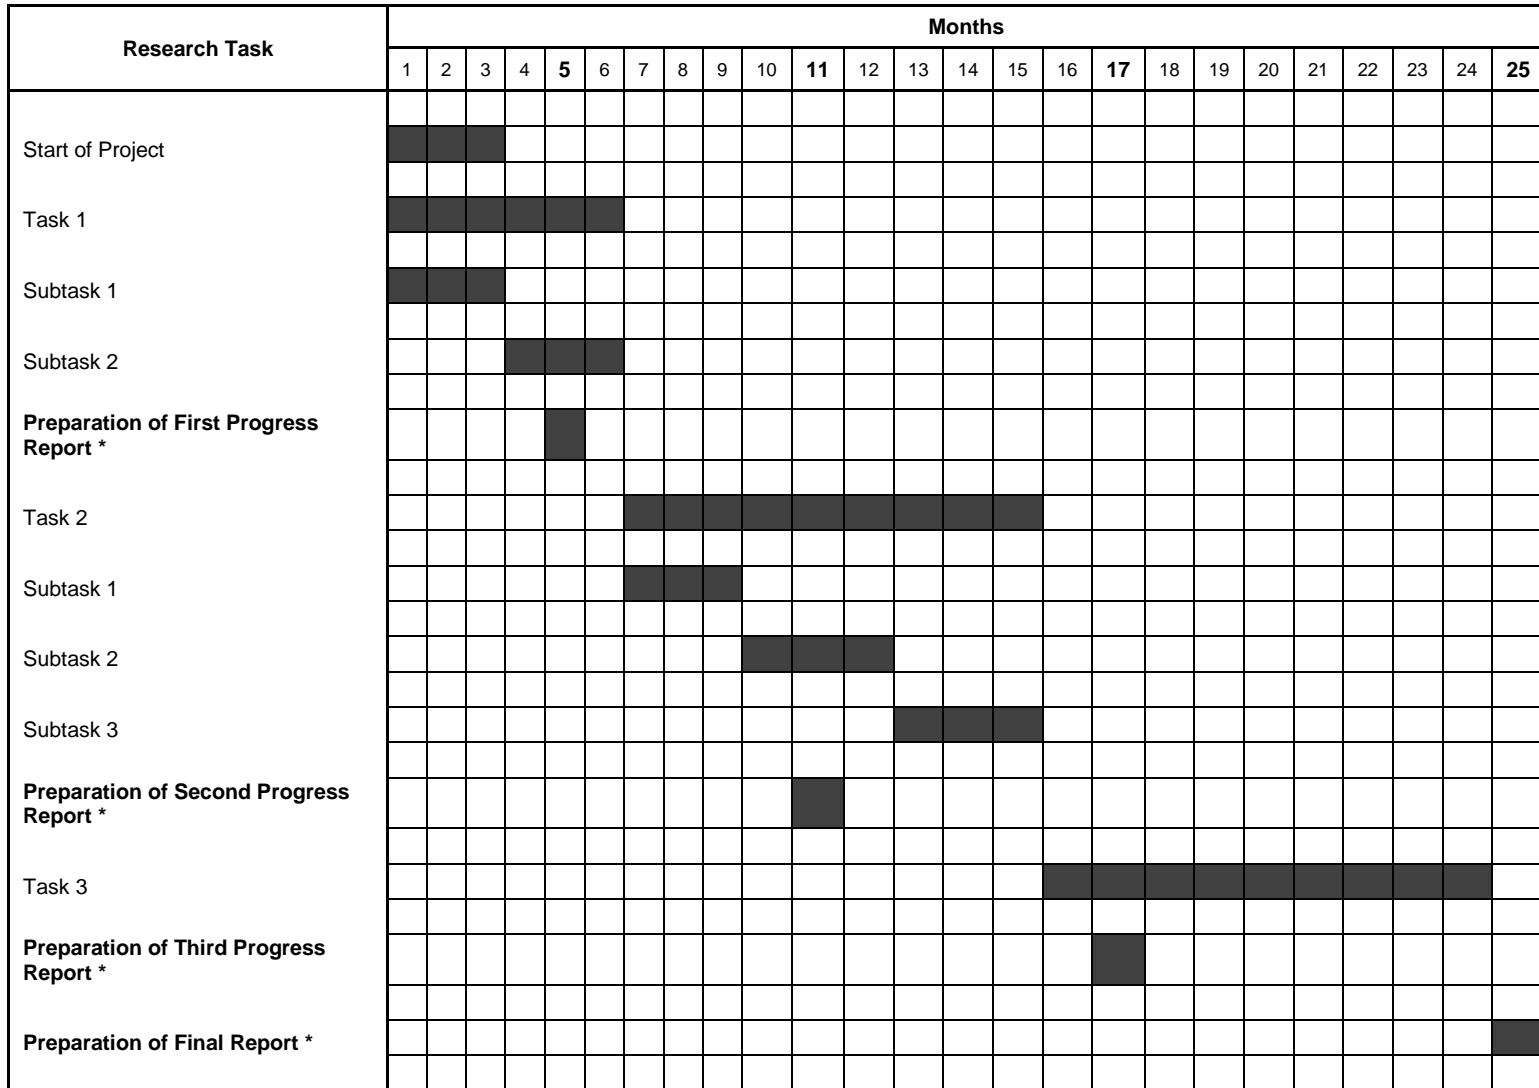 Research Task
Months
1 2 3 4 5 6 7 8 9 10 11 12 13 14 15 16 17 18 19 20 21 22 23 24 25
Start of Project
Task 1
Subtask 1
Subtask 2
Preparation of First Progress
Report *
Task 2
Subtask 1
Subtask 2
Subtask 3
Preparation of Second Progress
Report *
Task 3
Preparation of Third Progress
Report *
Preparation of Final Report *